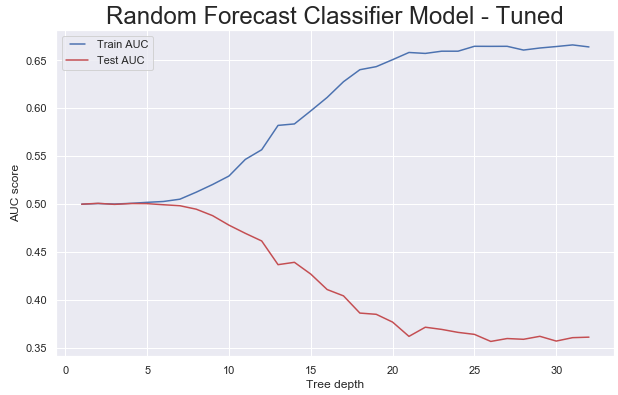 Random Forecast Classifier Model - Tuned
Train AUC
Test AUC
AUC score
0.65
0.60
0.55
0.50
0.45
0.40
0.35
0 5 10 15 20 25 30
Tree depth